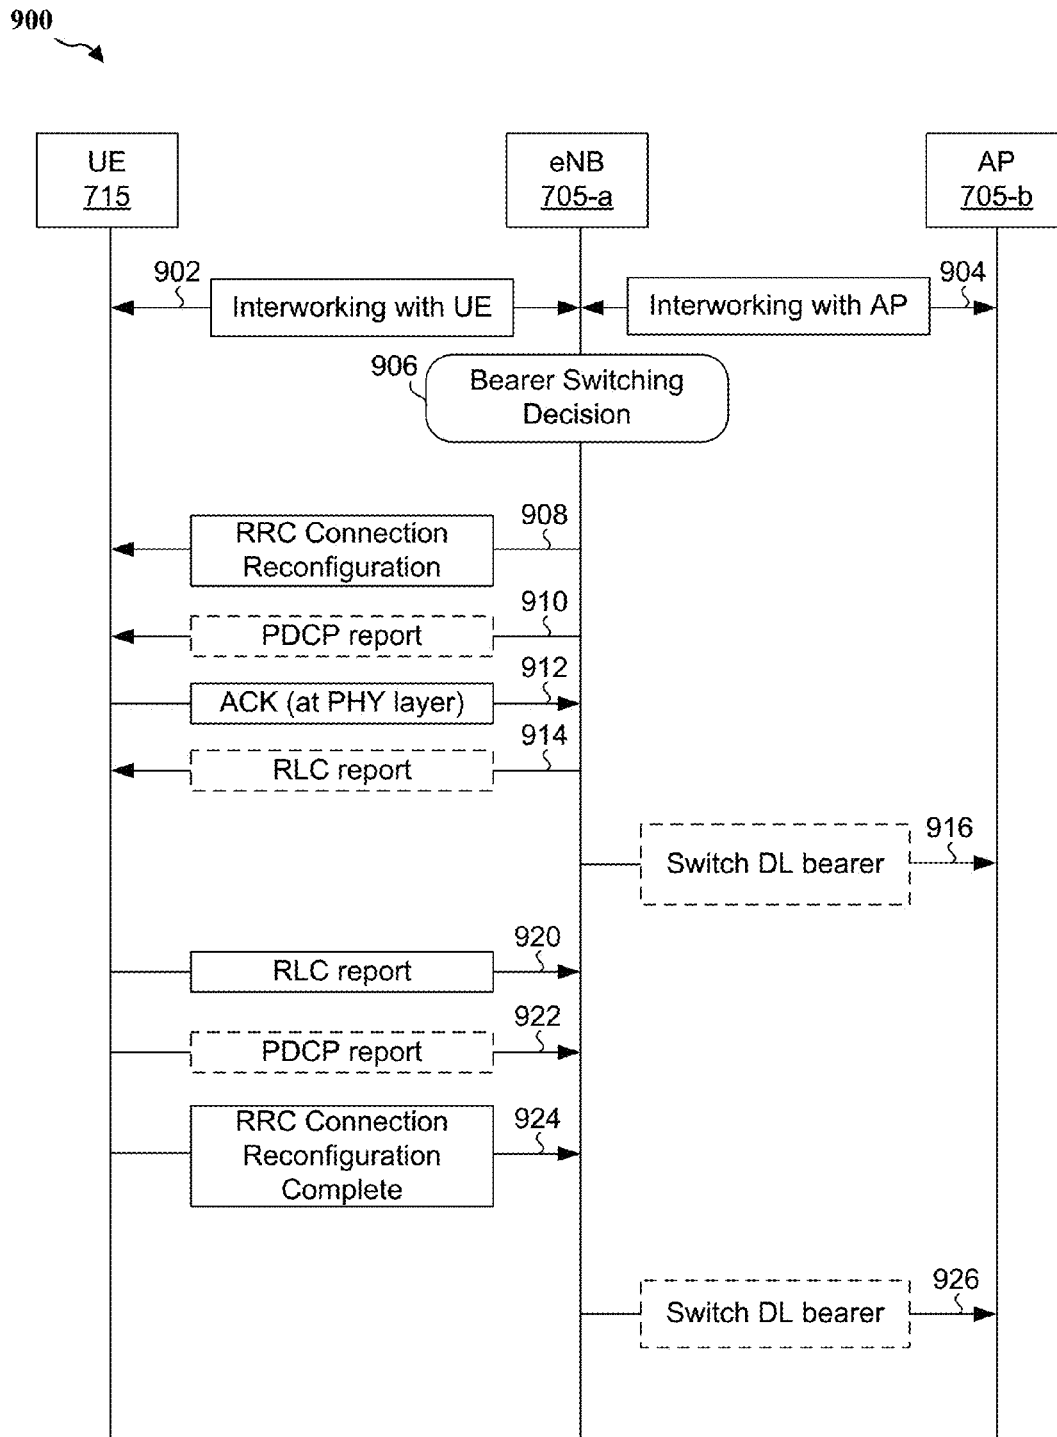 900
UE
715
eNB
705-a
AP
705-b
902
Interworking with UE
904
Interworking with AP
906
Bearer Switching
Decision
908
RRC Connection
Reconfiguration
910
PDCP report
912
ACK (at PHY layer)
914
RLC report
916
Switch DL bearer
920
RLC report
922
PDCP report
924
RRC Connection
Reconfiguration
Complete
926
Switch DL bearer